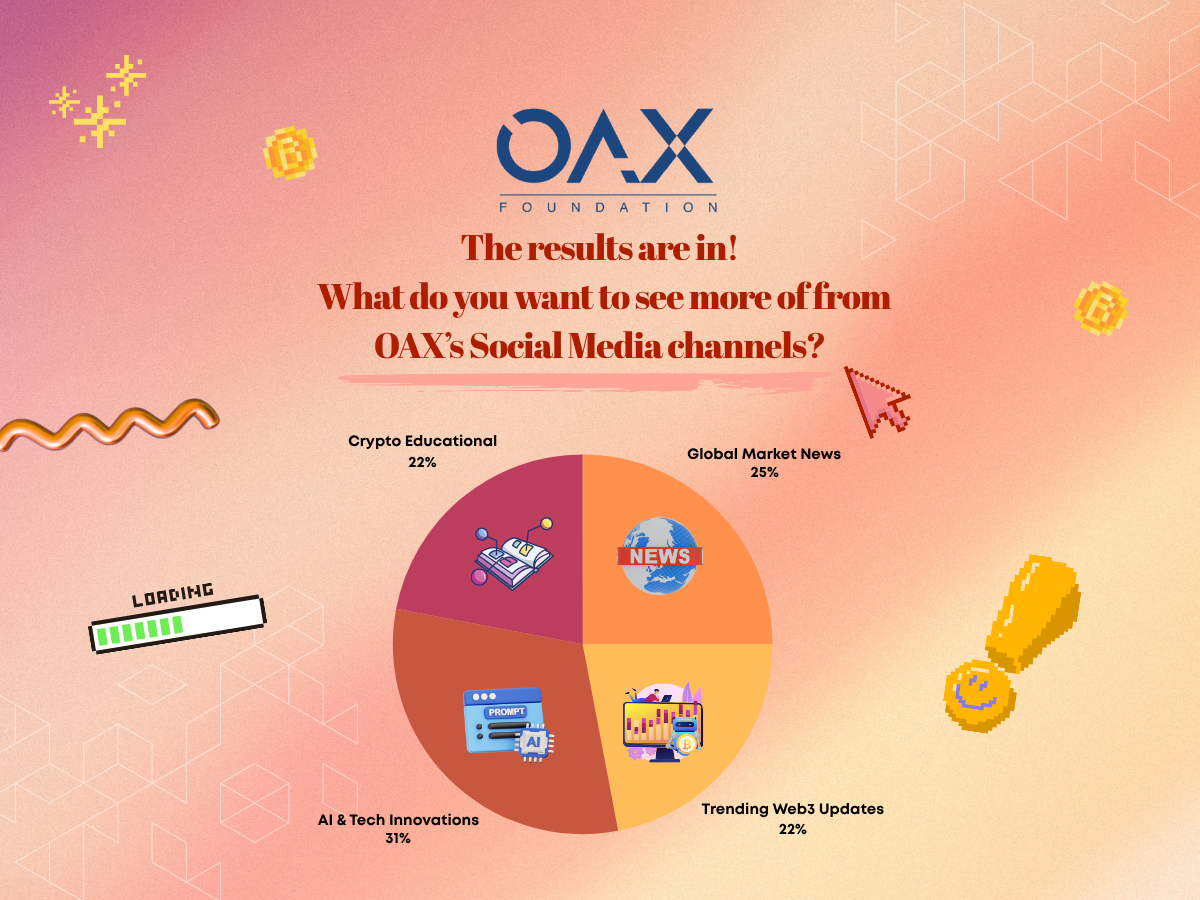 OAX
FOUNDATION
The results are in!
What do you want to see more of from
OAX’s Social Media channels?
Crypto Educational
22%
Global Market News
25%
NEWS
LOADING
PROMPT
AI
AI & Tech Innovations
31%
Trending Web3 Updates
22%